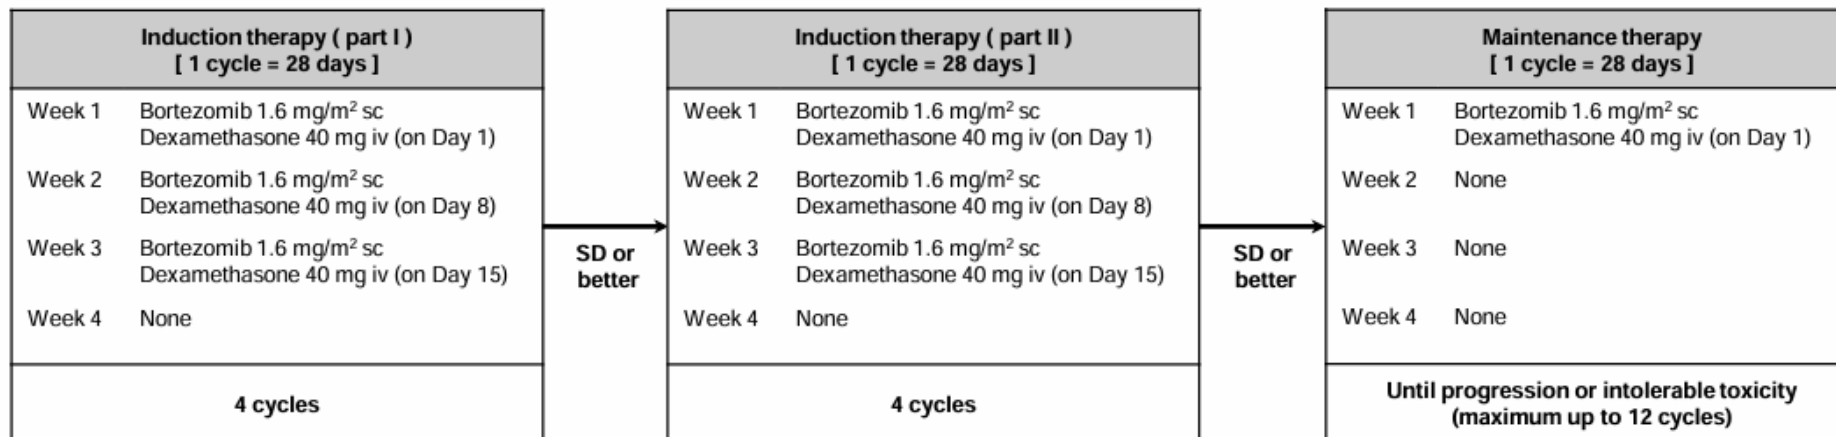 Induction therapy ( part I )
[ 1 cycle = 28 days ]
Week 1 Bortezomib 1.6 mg/m² sc
Dexamethasone 40 mg iv (on Day 1)
Week 2 Bortezomib 1.6 mg/m² sc
Dexamethasone 40 mg iv (on Day 8)
Week 3 Bortezomib 1.6 mg/m² sc
Dexamethasone 40 mg iv (on Day 15)
Week 4 None
4 cycles
SD or
better
Induction therapy ( part II )
[ 1 cycle = 28 days ]
Week 1 Bortezomib 1.6 mg/m² sc
Dexamethasone 40 mg iv (on Day 1)
Week 2 Bortezomib 1.6 mg/m² sc
Dexamethasone 40 mg iv (on Day 8)
Week 3 Bortezomib 1.6 mg/m² sc
Dexamethasone 40 mg iv (on Day 15)
Week 4 None
4 cycles
SD or
better
Maintenance therapy
[ 1 cycle = 28 days ]
Week 1 Bortezomib 1.6 mg/m² sc
Dexamethasone 40 mg iv (on Day 1)
Week 2 None
Week 3 None
Week 4 None
Until progression or intolerable toxicity
(maximum up to 12 cycles)